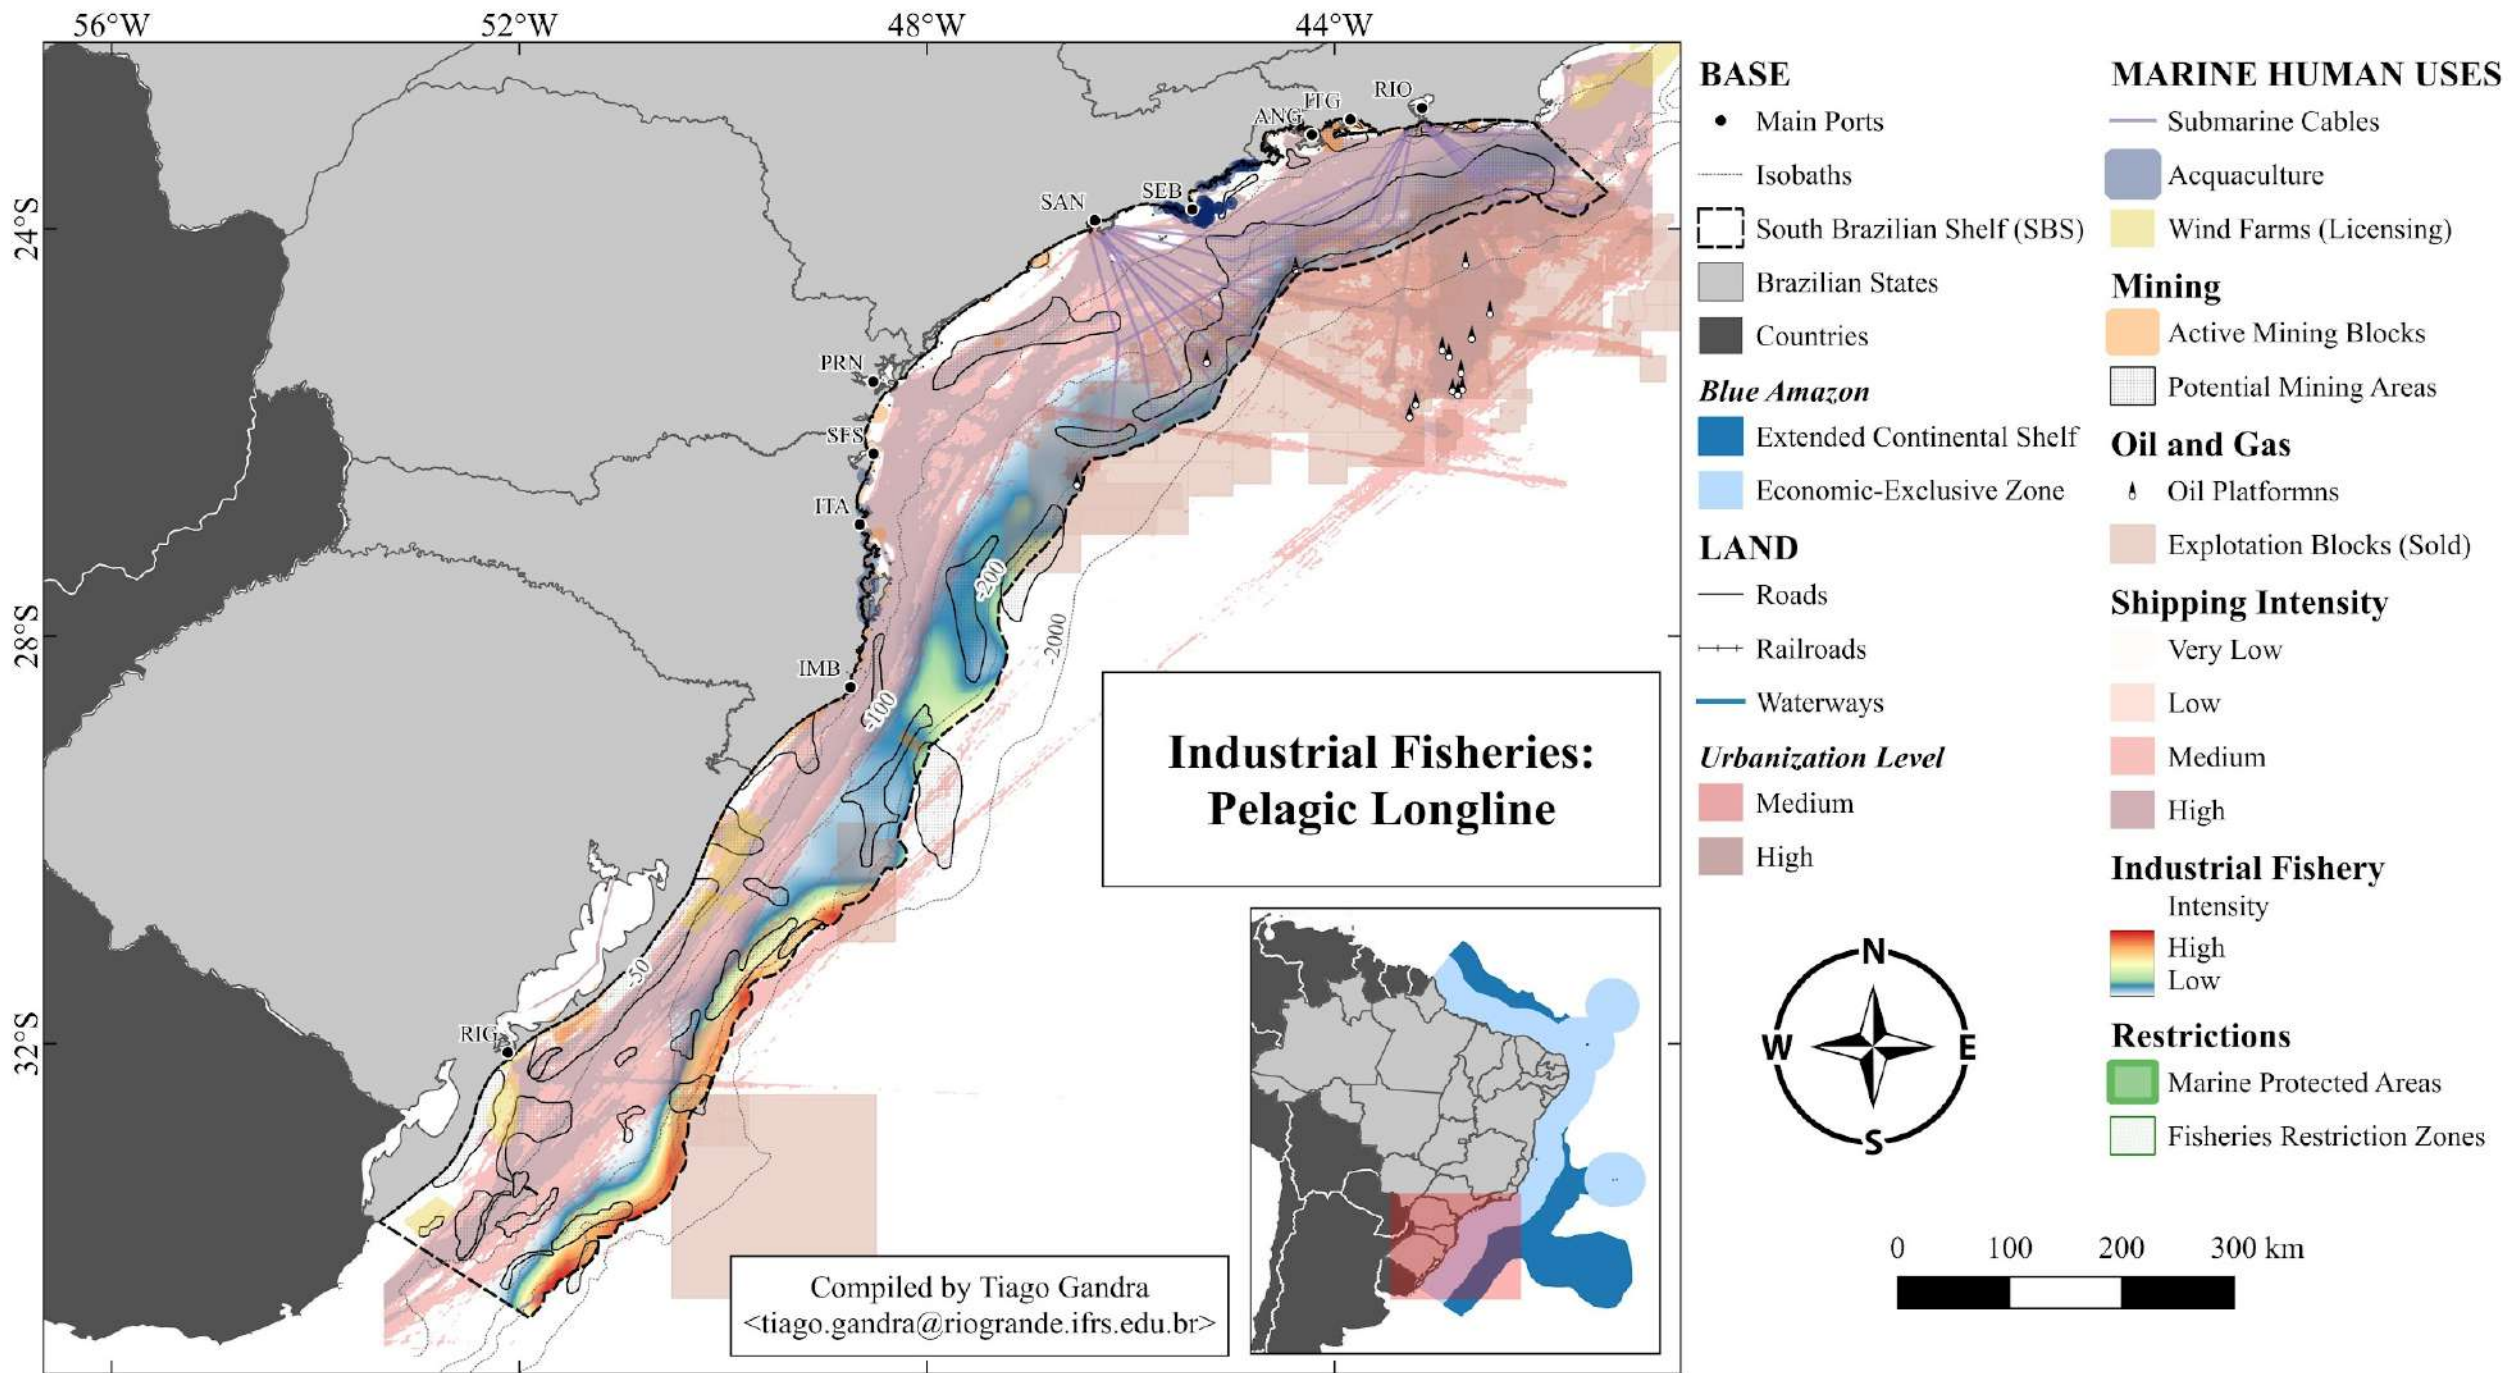 56°W
52°W
48°W
44°W
24°S
28°S
32°S
RIO
ITG
ANG
SEB
SAN
PRN
SFS
ITA
IMB
RIG
-200
-2000
-100
-50
Industrial Fisheries:
Pelagic Longline
Compiled by Tiago Gandra
<tiago.gandra@riogrande.ifrs.edu.br>
BASE
Main Ports
Isobaths
South Brazilian Shelf (SBS)
Brazilian States
Countries
Blue Amazon
Extended Continental Shelf
Economic-Exclusive Zone
LAND
Roads
Railroads
Waterways
Urbanization Level
Medium
High
MARINE HUMAN USES
Submarine Cables
Acquaculture
Wind Farms (Licensing)
Mining
Active Mining Blocks
Potential Mining Areas
Oil and Gas
Oil Platformns
Explotation Blocks (Sold)
Shipping Intensity
Very Low
Low
Medium
High
Industrial Fishery
Intensity
High
Low
Restrictions
Marine Protected Areas
Fisheries Restriction Zones
N
W
E
S
0 100 200 300 km